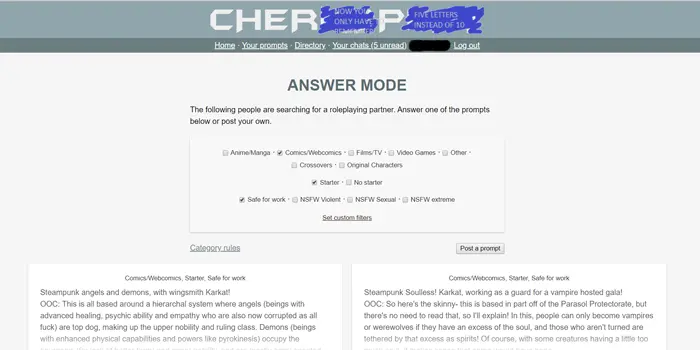 CHER P
NOW YOU
ONLY HAVE
FIVE LETTERS
INSTEAD OF 10
Home · Your prompts · Directory · Your chats (5 unread) · Log out
ANSWER MODE
The following people are searching for a roleplaying partner. Answer one of the prompts
below or post your own.
Anime/Manga · Comics/Webcomics · Films/TV · Video Games · Other ·
Crossovers · Original Characters
Starter · No starter
Safe for work · NSFW Violent · NSFW Sexual · NSFW extreme
Set custom filters
Category rules
Post a prompt
Comics/Webcomics, Starter, Safe for work
Steampunk angels and demons, with wingsmith Karkat!
OOC: This is all based around a hierarchal system where angels (beings with
advanced healing, psychic ability and empathy who are also now corrupted as all
fuck) are top dog, making up the upper nobility and ruling class. Demons (beings
with enhanced physical capabilities and powers like pyrokinesis) occupy the
Comics/Webcomics, Starter, Safe for work
Steampunk Soulless! Karkat, working as a guard for a vampire hosted gala!
OOC: So here's the skinny- this is based in part off of the Parasol Protectorate, but
there's no need to read that, so I'll explain! In this, people can only become vampires
or werewolves if they have an excess of the soul, and those who aren't turned are
tethered by that excess as spirits! Of course, with some creatures having a little too